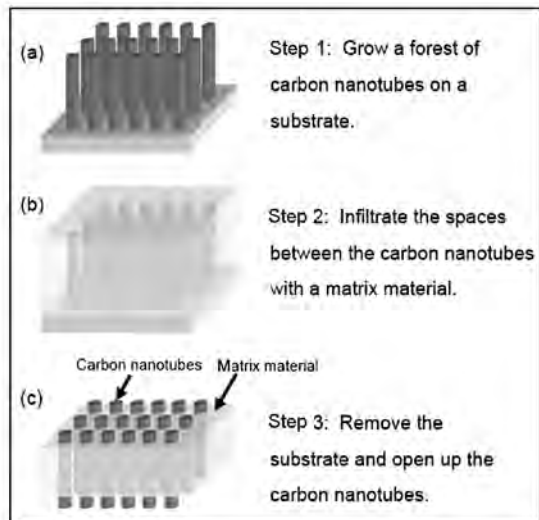 (a)
Step 1: Grow a forest of
carbon nanotubes on a
substrate.
(b)
Step 2: Infiltrate the spaces
between the carbon nanotubes
with a matrix material.
Carbon nanotubes
Matrix material
(c)
Step 3: Remove the
substrate and open up the
carbon nanotubes.